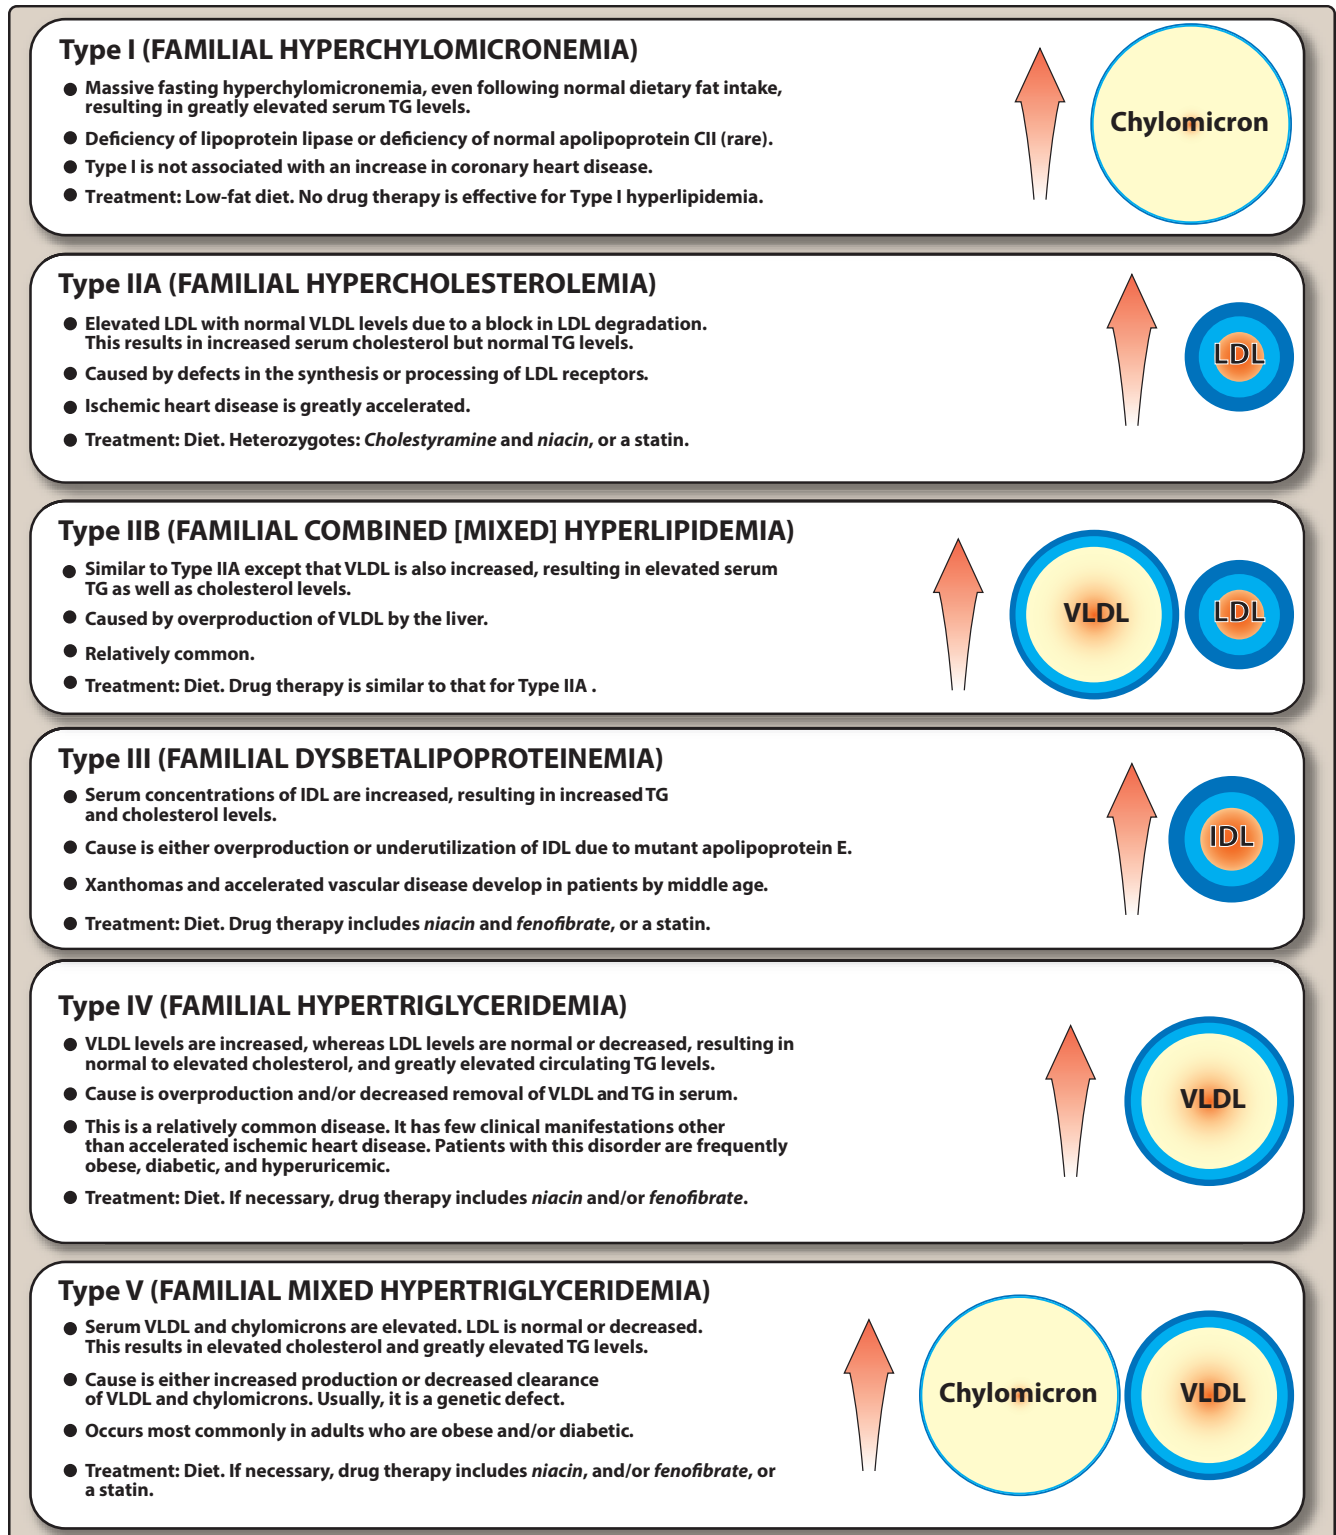 Type I (FAMILIAL HYPERCHYLOMICRONEMIA)
● Massive fasting hyperchylomicronemia, even following normal dietary fat intake,
resulting in greatly elevated serum TG levels.
● Deficiency of lipoprotein lipase or deficiency of normal apolipoprotein CII (rare).
● Type I is not associated with an increase in coronary heart disease.
● Treatment: Low-fat diet. No drug therapy is effective for Type I hyperlipidemia.
Chylomicron
Type IIA (FAMILIAL HYPERCHOLESTEROLEMIA)
● Elevated LDL with normal VLDL levels due to a block in LDL degradation.
This results in increased serum cholesterol but normal TG levels.
● Caused by defects in the synthesis or processing of LDL receptors.
● Ischemic heart disease is greatly accelerated.
● Treatment: Diet. Heterozygotes: Cholestyramine and niacin, or a statin.
LDL
Type IIB (FAMILIAL COMBINED [MIXED] HYPERLIPIDEMIA)
● Similar to Type IIA except that VLDL is also increased, resulting in elevated serum
TG as well as cholesterol levels.
● Caused by overproduction of VLDL by the liver.
● Relatively common.
● Treatment: Diet. Drug therapy is similar to that for Type IIA .
VLDL
LDL
Type III (FAMILIAL DYSBETALIPOPROTEINEMIA)
● Serum concentrations of IDL are increased, resulting in increased TG
and cholesterol levels.
● Cause is either overproduction or underutilization of IDL due to mutant apolipoprotein E.
● Xanthomas and accelerated vascular disease develop in patients by middle age.
● Treatment: Diet. Drug therapy includes niacin and fenofibrate, or a statin.
IDL
Type IV (FAMILIAL HYPERTRIGLYCERIDEMIA)
● VLDL levels are increased, whereas LDL levels are normal or decreased, resulting in
normal to elevated cholesterol, and greatly elevated circulating TG levels.
● Cause is overproduction and/or decreased removal of VLDL and TG in serum.
● This is a relatively common disease. It has few clinical manifestations other
than accelerated ischemic heart disease. Patients with this disorder are frequently
obese, diabetic, and hyperuricemic.
● Treatment: Diet. If necessary, drug therapy includes niacin and/or fenofibrate.
VLDL
Type V (FAMILIAL MIXED HYPERTRIGLYCERIDEMIA)
● Serum VLDL and chylomicrons are elevated. LDL is normal or decreased.
This results in elevated cholesterol and greatly elevated TG levels.
● Cause is either increased production or decreased clearance
of VLDL and chylomicrons. Usually, it is a genetic defect.
● Occurs most commonly in adults who are obese and/or diabetic.
● Treatment: Diet. If necessary, drug therapy includes niacin, and/or fenofibrate, or
a statin.
Chylomicron
VLDL